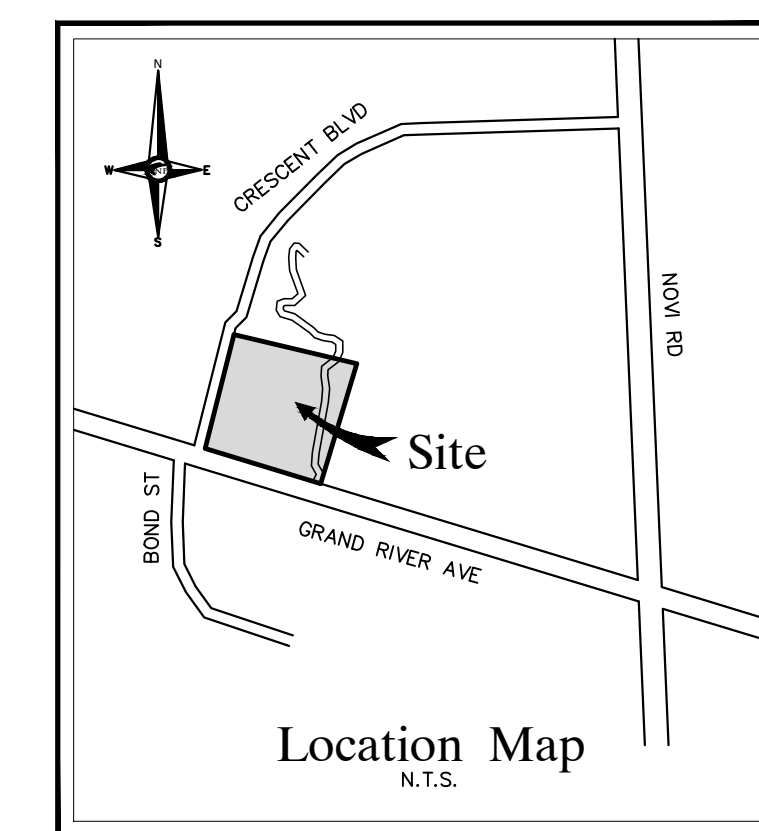 N
W E
S
CRESCENT BLVD
NOVI RD
Site
BOND ST
GRAND RIVER AVE
Location Map
N.T.S.